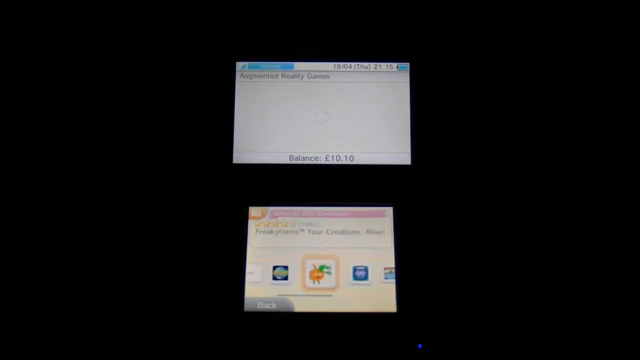 19/04 (Thu) 21:15
Augmented Reality Games
Balance: £10.10
Freakyforms™ Your Creations, Alive!
Back